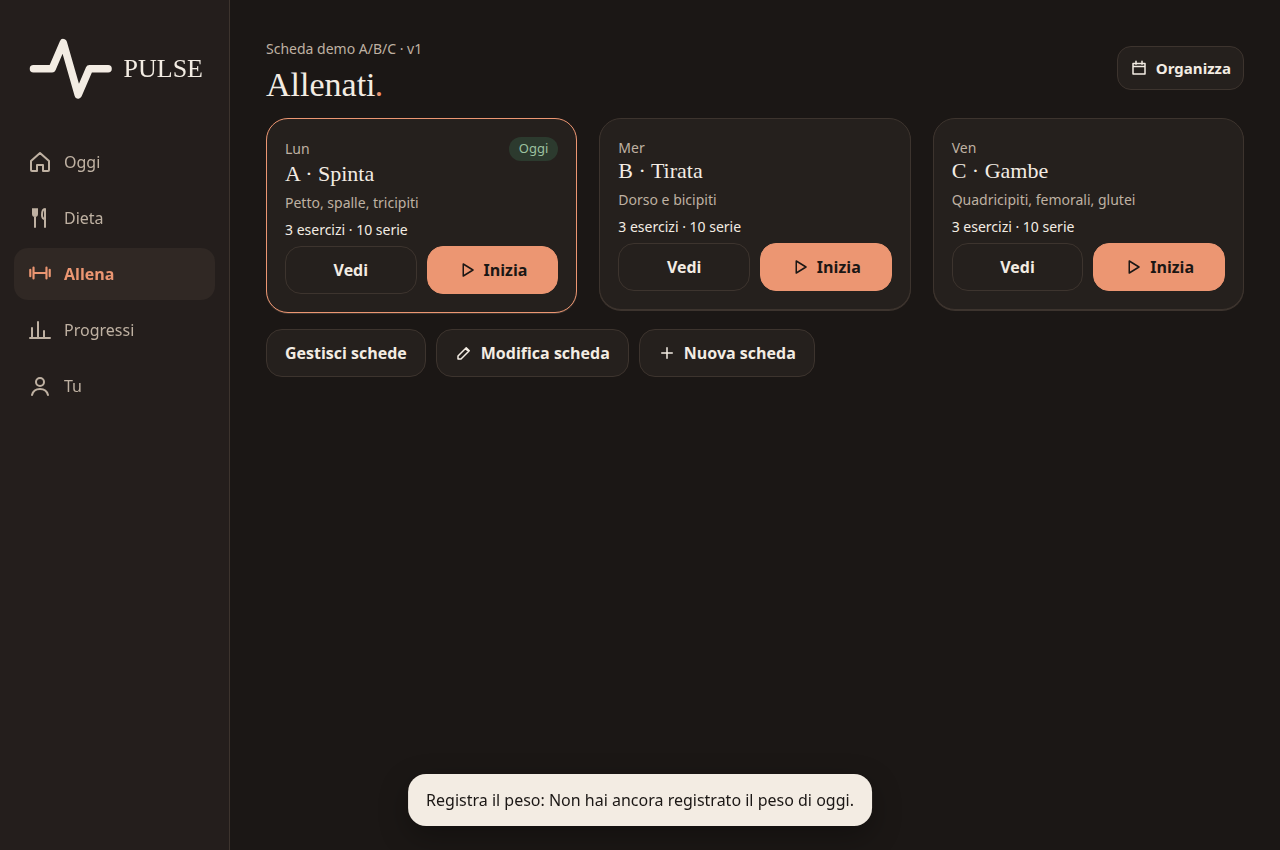 PULSE
Oggi
Dieta
Allena
Progressi
Tu
Scheda demo A/B/C · v1
Allenati.
Organizza
Lun
Oggi
A · Spinta
Petto, spalle, tricipiti
3 esercizi · 10 serie
Vedi
Inizia
Mer
B · Tirata
Dorso e bicipiti
3 esercizi · 10 serie
Vedi
Inizia
Ven
C · Gambe
Quadricipiti, femorali, glutei
3 esercizi · 10 serie
Vedi
Inizia
Gestisci schede
Modifica scheda
Nuova scheda
Registra il peso: Non hai ancora registrato il peso di oggi.